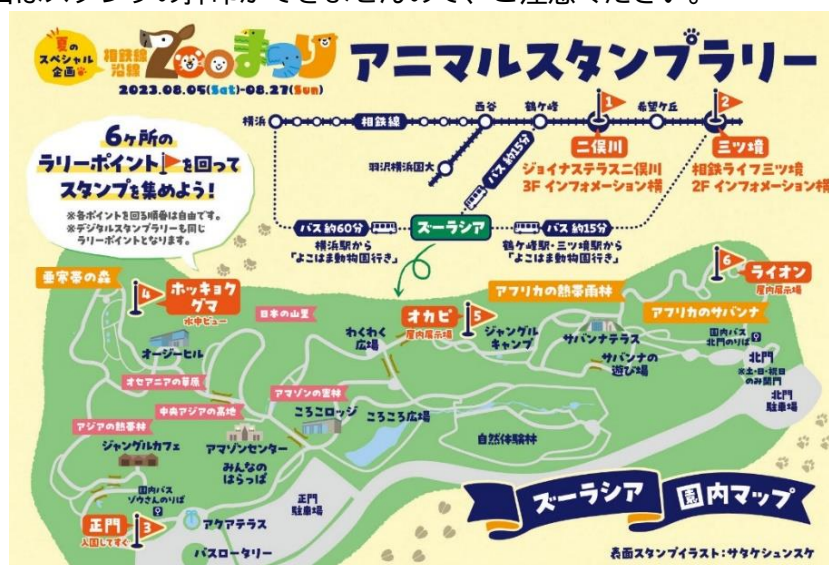 夏の
スペシャル
企画
相鉄線
沿線
Zooまつり
アニマルスタンプラリー
2023.08.05(Sat)-08.27(Sun)
6ヶ所の
ラリーポイントを回って
スタンプを集めよう!
※各ポイントを回る順番は自由です。
※デジタルスタンプラリーも同じ
ラリーポイントとなります。
横浜
相鉄線
西谷
鶴ヶ峰
1
希望ケ丘
2
羽沢横浜国大
バス 約15分
二俣川
ジョイナステラス二俣川
3F インフォメーション横
三ツ境
相鉄ライフ三ツ境
2F インフォメーション横
バス 約60分
ズーラシア
バス 約15分
横浜駅から
「よこはま動物園行き」
鶴ヶ峰駅・三ツ境駅から
「よこはま動物園行き」
亜寒帯の森
4
ホッキョク
グマ
水中ビュー
日本の山里
わくわく
広場
オカピ
屋内展示場
5
アフリカの熱帯雨林
6
ライオン
屋内展示場
アフリカのサバンナ
オージーヒル
ジャングル
キャンプ
サバンナテラス
サバンナの
遊び場
園内バス
北門のりば
北門
※土・日・祝日
のみ開門
北門
駐車場
オセアニアの草原
中央アジアの高地
アマゾンの密林
アジアの熱帯林
ジャングルカフェ
アマゾンセンター
ころこロッジ
ころころ広場
自然体験林
みんなの
はらっぱ
園内バス
ゾウさんのりば
正門
入園してすぐ
3
アクアテラス
正門
駐車場
バスロータリー
ズーラシア 園内マップ
表面スタンプイラスト:サタケシュンスケ